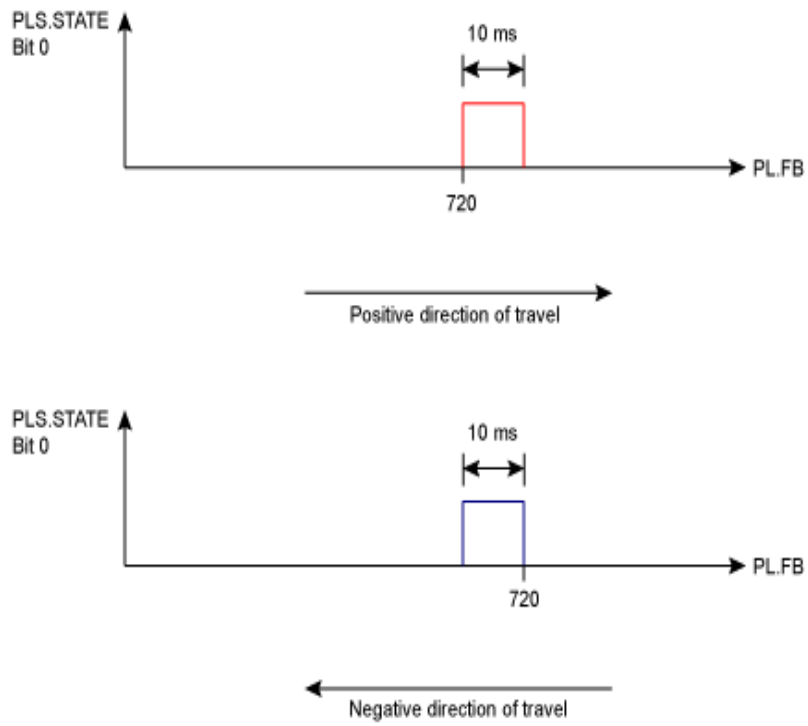 PLS.STATE
Bit 0
10 ms
PL.FB
720
Positive direction of travel
PLS.STATE
Bit 0
10 ms
PL.FB
720
Negative direction of travel